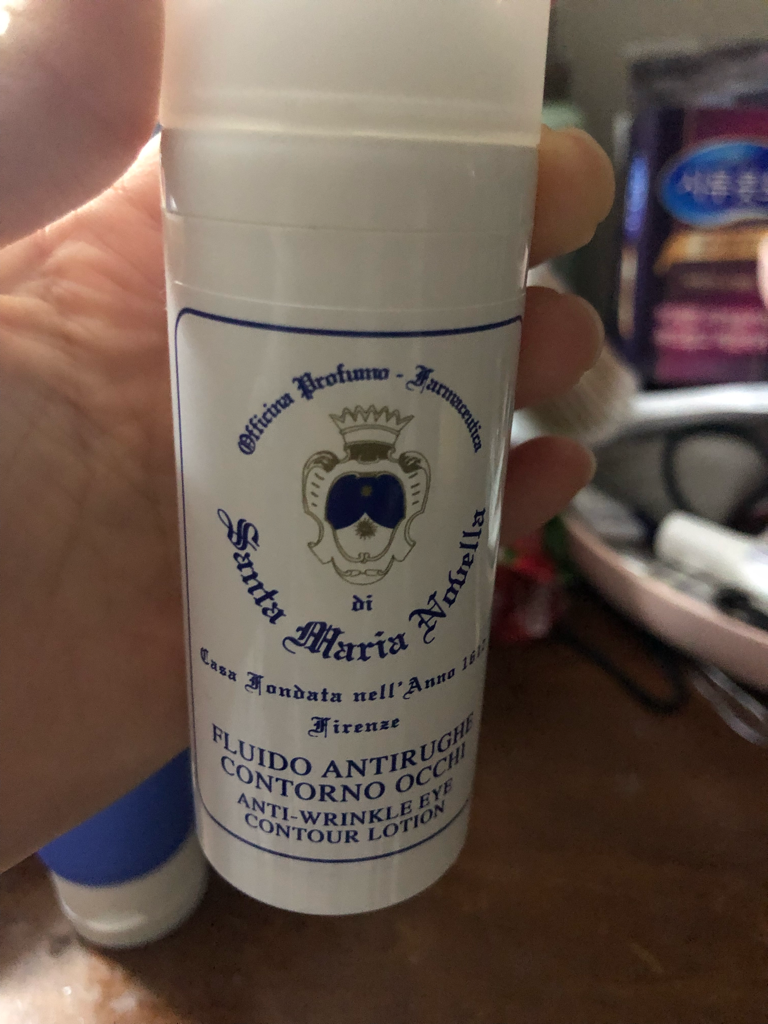 Officina Profumo - Farmaceutica
di
Santa Maria Novella
Casa Fondata nell'Anno 1612
Firenze
FLUIDO ANTIRUGHE
CONTORNO OCCHI
ANTI-WRINKLE EYE
CONTOUR LOTION